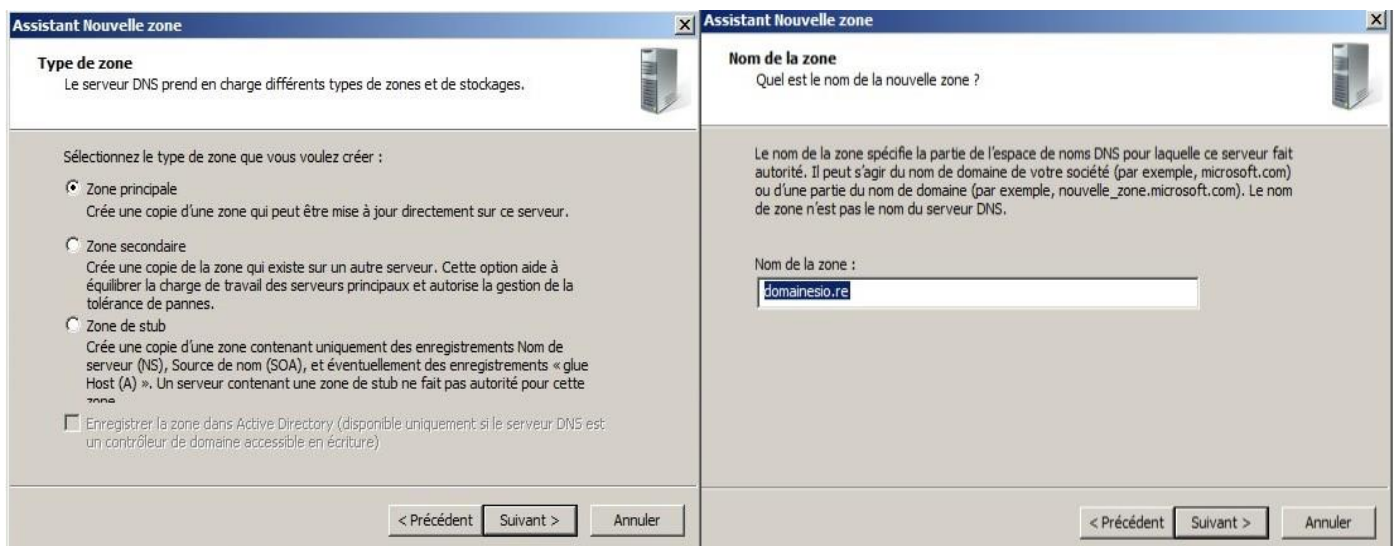 Assistant Nouvelle zone
Type de zone
Le serveur DNS prend en charge différents types de zones et de stockages.
Sélectionnez le type de zone que vous voulez créer :
Zone principale
Crée une copie d'une zone qui peut être mise à jour directement sur ce serveur.
Zone secondaire
Crée une copie de la zone qui existe sur un autre serveur. Cette option aide à
équilibrer la charge de travail des serveurs principaux et autorise la gestion de la
tolérance de pannes.
Zone de stub
Crée une copie d'une zone contenant uniquement des enregistrements Nom de
serveur (NS), Source de nom (SOA), et éventuellement des enregistrements « glue
Host (A) ». Un serveur contenant une zone de stub ne fait pas autorité pour cette
zone
Enregistrer la zone dans Active Directory (disponible uniquement si le serveur DNS est
un contrôleur de domaine accessible en écriture)
< Précédent
Suivant >
Annuler
Assistant Nouvelle zone
Nom de la zone
Quel est le nom de la nouvelle zone ?
Le nom de la zone spécifie la partie de l'espace de noms DNS pour laquelle ce serveur fait
autorité. Il peut s'agir du nom de domaine de votre société (par exemple, microsoft.com)
ou d'une partie du nom de domaine (par exemple, nouvelle_zone.microsoft.com). Le nom
de zone n'est pas le nom du serveur DNS.
Nom de la zone :
domainesio.re
< Précédent
Suivant >
Annuler